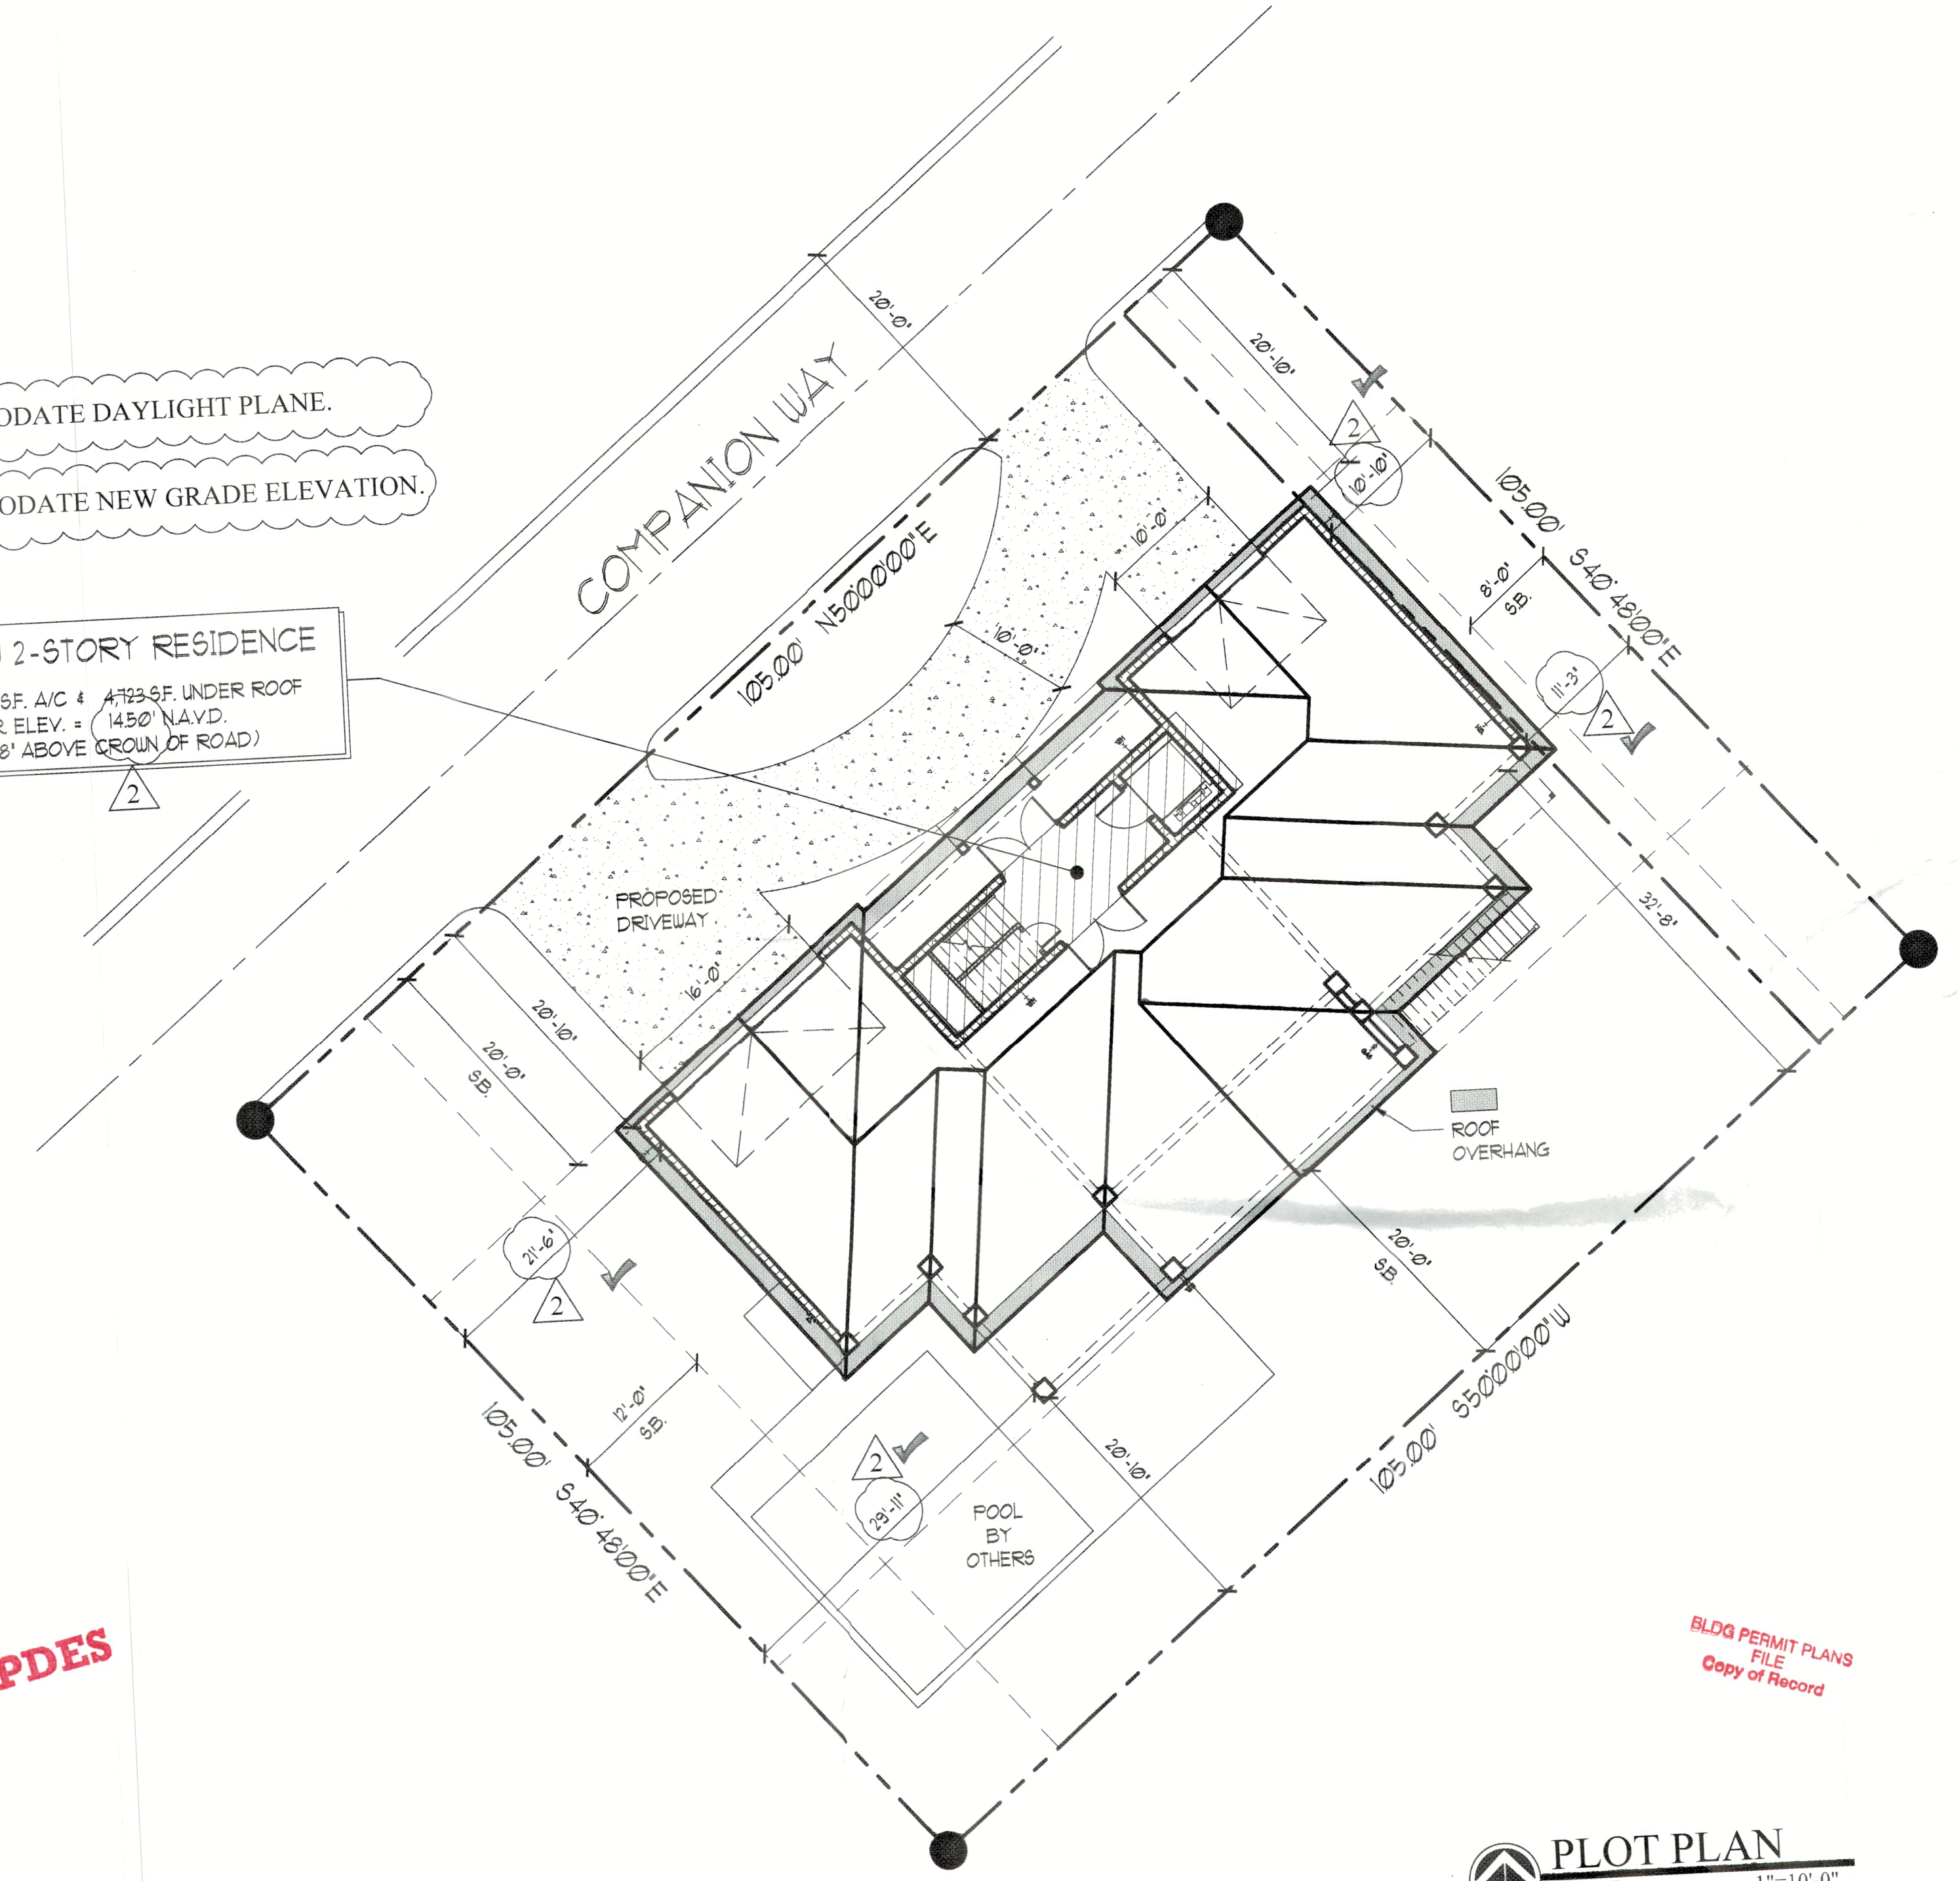 ODATE DAYLIGHT PLANE.
ODATE NEW GRADE ELEVATION.
2-STORY RESIDENCE
S.F. A/C & 4,723 S.F. UNDER ROOF
R ELEV. = 14.50' N.A.V.D.
8' ABOVE CROWN OF ROAD)
2
COMPANION WAY
20'-0"
105.00' N50°00'00"E
20'-10"
2
10'-10"
105.00' S40°48'00"E
8'-0"
S.B.
11'-3"
2
10'-0"
10'-0"
PROPOSED
DRIVEWAY
16'-0"
20'-10"
20'-0"
S.B.
32'-8"
ROOF
OVERHANG
21'-6"
2
20'-0"
S.B.
12'-0"
S.B.
105.00' S40°48'00"E
105.00' S50°00'00"W
20'-10"
2
29'-11"
POOL
BY
OTHERS
PDES
BLDG PERMIT PLANS
FILE
Copy of Record
PLOT PLAN
1"=10'-0"